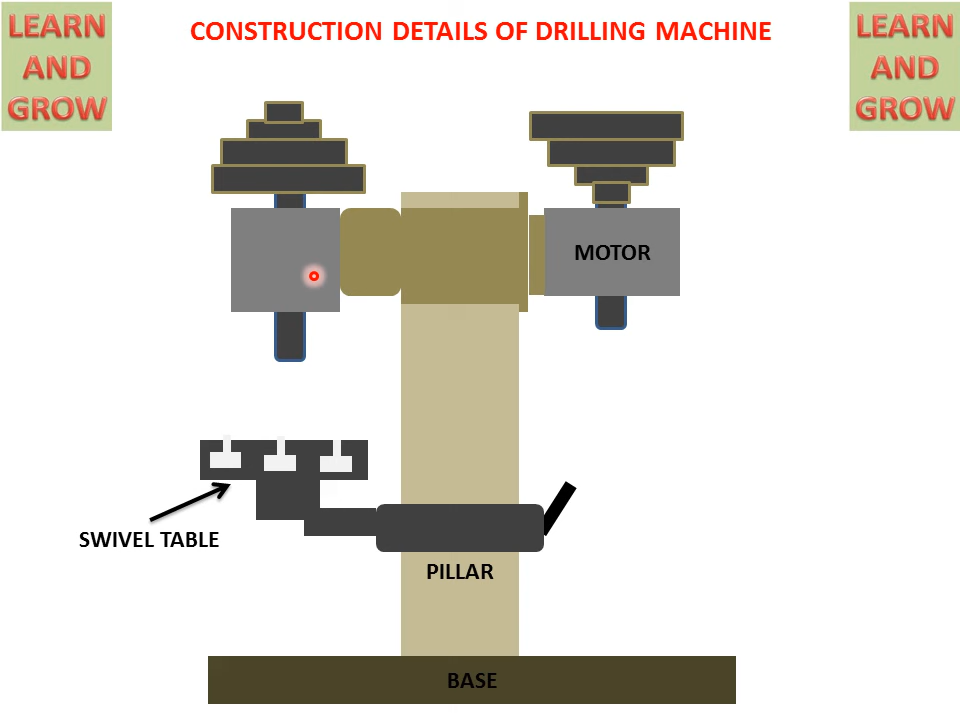 LEARN
AND
GROW
CONSTRUCTION DETAILS OF DRILLING MACHINE
LEARN
AND
GROW
MOTOR
SWIVEL TABLE
PILLAR
BASE